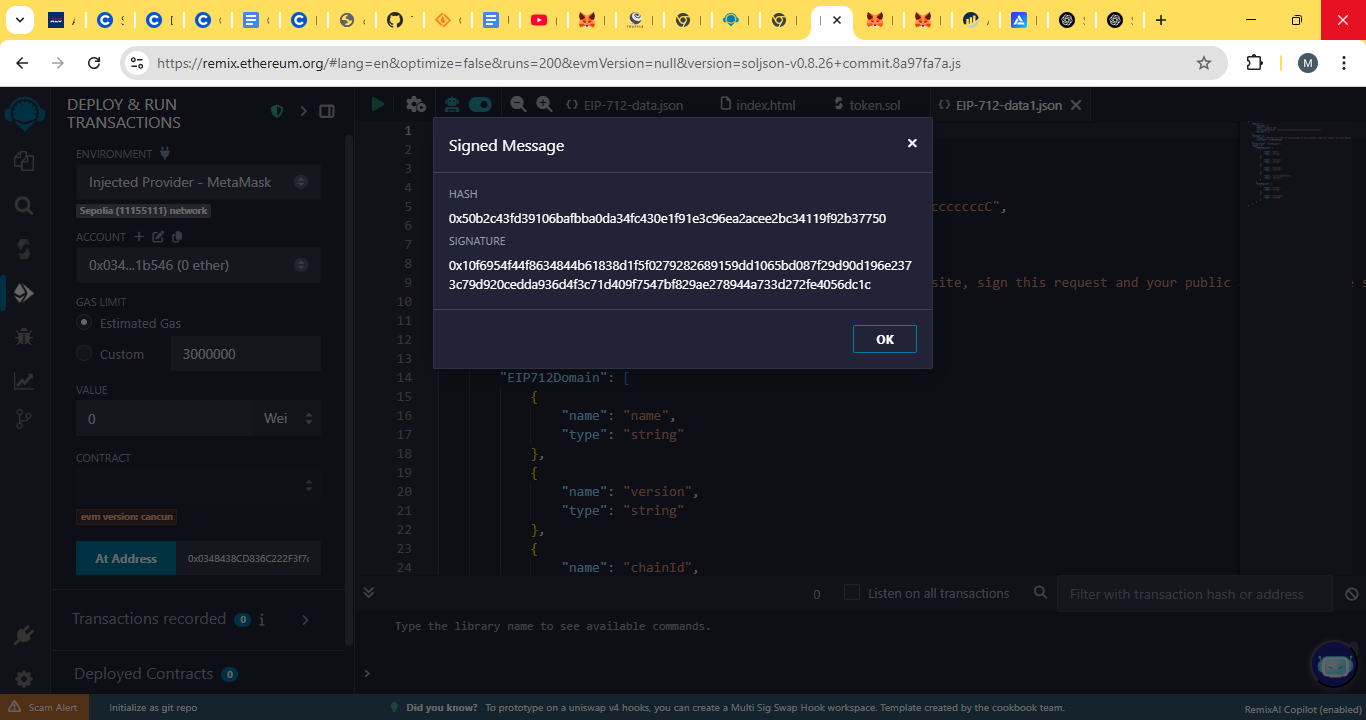 https://remix.ethereum.org/#lang=en&optimize=false&runs=200&evmVersion=null&version=soljson-v0.8.26+commit.8a97fa7a.js
M
DEPLOY & RUN
TRANSACTIONS
EIP-712-data.json
index.html
token.sol
EIP-712-data1.json
ENVIRONMENT
Injected Provider - MetaMask
Sepolia (11155111) network
ACCOUNT
0x034...1b546 (0 ether)
GAS LIMIT
Estimated Gas
Custom
3000000
VALUE
0
Wei
CONTRACT
evm version: cancun
At Address
0x0348438CD836C222F3f7
Transactions recorded 0 i
Deployed Contracts 0
Signed Message
HASH
0x50b2c43fd39106bafbba0da34fc430e1f91e3c96ea2acee2bc34119f92b37750
SIGNATURE
0x10f6954f44f8634844b61838d1f5f0279282689159dd1065bd087f29d90d196e237
3c79d920cedda936d4f3c71d409f7547bf829ae278944a733d272fe4056dc1c
OK
1
2
3
4
5 cccccccC",
6
7
8
9 site, sign this request and your public
10
11
12
13
14 "EIP712Domain": [
15 {
16 "name": "name",
17 "type": "string"
18 },
19 {
20 "name": "version",
21 "type": "string"
22 },
23 {
24 "name": "chainId",
0
Listen on all transactions
Filter with transaction hash or address
Type the library name to see available commands.
>
Scam Alert
Initialize as git repo
Did you know? To prototype on a uniswap v4 hooks, you can create a Multi Sig Swap Hook workspace. Template created by the cookbook team.
RemixAI Copilot (enabled)